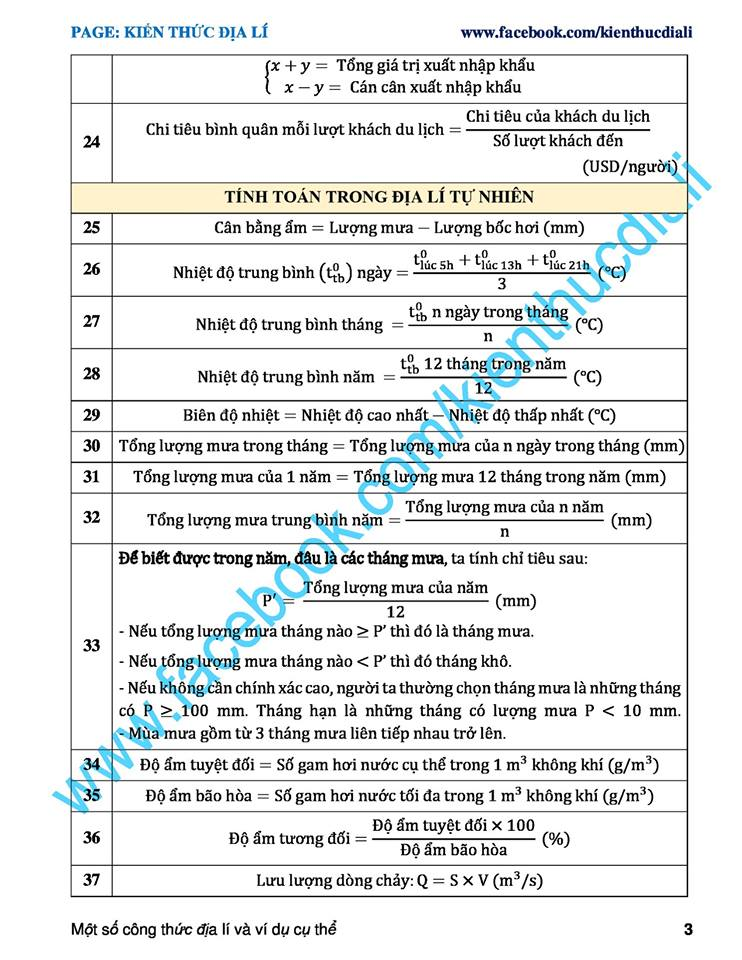 PAGE: KIẾN THỨC ĐỊA LÍ www.facebook.com/kienthucdiali
{x + y = Tổng giá trị xuất nhập khẩu
x − y = Cán cân xuất nhập khẩu
24 Chi tiêu bình quân mỗi lượt khách du lịch = Chi tiêu của khách du lịch / Số lượt khách đến
(USD/người)
TÍNH TOÁN TRONG ĐỊA LÍ TỰ NHIÊN
25 Cân bằng ẩm = Lượng mưa − Lượng bốc hơi (mm)
26 Nhiệt độ trung bình (t⁰tb) ngày = t⁰lúc 5h + t⁰lúc 13h + t⁰lúc 21h / 3 (°C)
27 Nhiệt độ trung bình tháng = t⁰tb n ngày trong tháng / n (°C)
28 Nhiệt độ trung bình năm = t⁰tb 12 tháng trong năm / 12 (°C)
29 Biên độ nhiệt = Nhiệt độ cao nhất − Nhiệt độ thấp nhất (°C)
30 Tổng lượng mưa trong tháng = Tổng lượng mưa của n ngày trong tháng (mm)
31 Tổng lượng mưa của 1 năm = Tổng lượng mưa 12 tháng trong năm (mm)
32 Tổng lượng mưa trung bình năm = Tổng lượng mưa của n năm / n (mm)
33 Để biết được trong năm, đâu là các tháng mưa, ta tính chỉ tiêu sau:
P′ = Tổng lượng mưa của năm / 12 (mm)
- Nếu tổng lượng mưa tháng nào ≥ P’ thì đó là tháng mưa.
- Nếu tổng lượng mưa tháng nào < P’ thì đó tháng khô.
- Nếu không cần chính xác cao, người ta thường chọn tháng mưa là những tháng
có P ≥ 100 mm. Tháng hạn là những tháng có lượng mưa P < 10 mm.
- Mùa mưa gồm từ 3 tháng mưa liên tiếp nhau trở lên.
34 Độ ẩm tuyệt đối = Số gam hơi nước cụ thể trong 1 m³ không khí (g/m³)
35 Độ ẩm bão hòa = Số gam hơi nước tối đa trong 1 m³ không khí (g/m³)
36 Độ ẩm tương đối = Độ ẩm tuyệt đối × 100 / Độ ẩm bão hòa (%)
37 Lưu lượng dòng chảy: Q = S × V (m³/s)
Một số công thức địa lí và ví dụ cụ thể 3
www.facebook.com/kienthucdiali